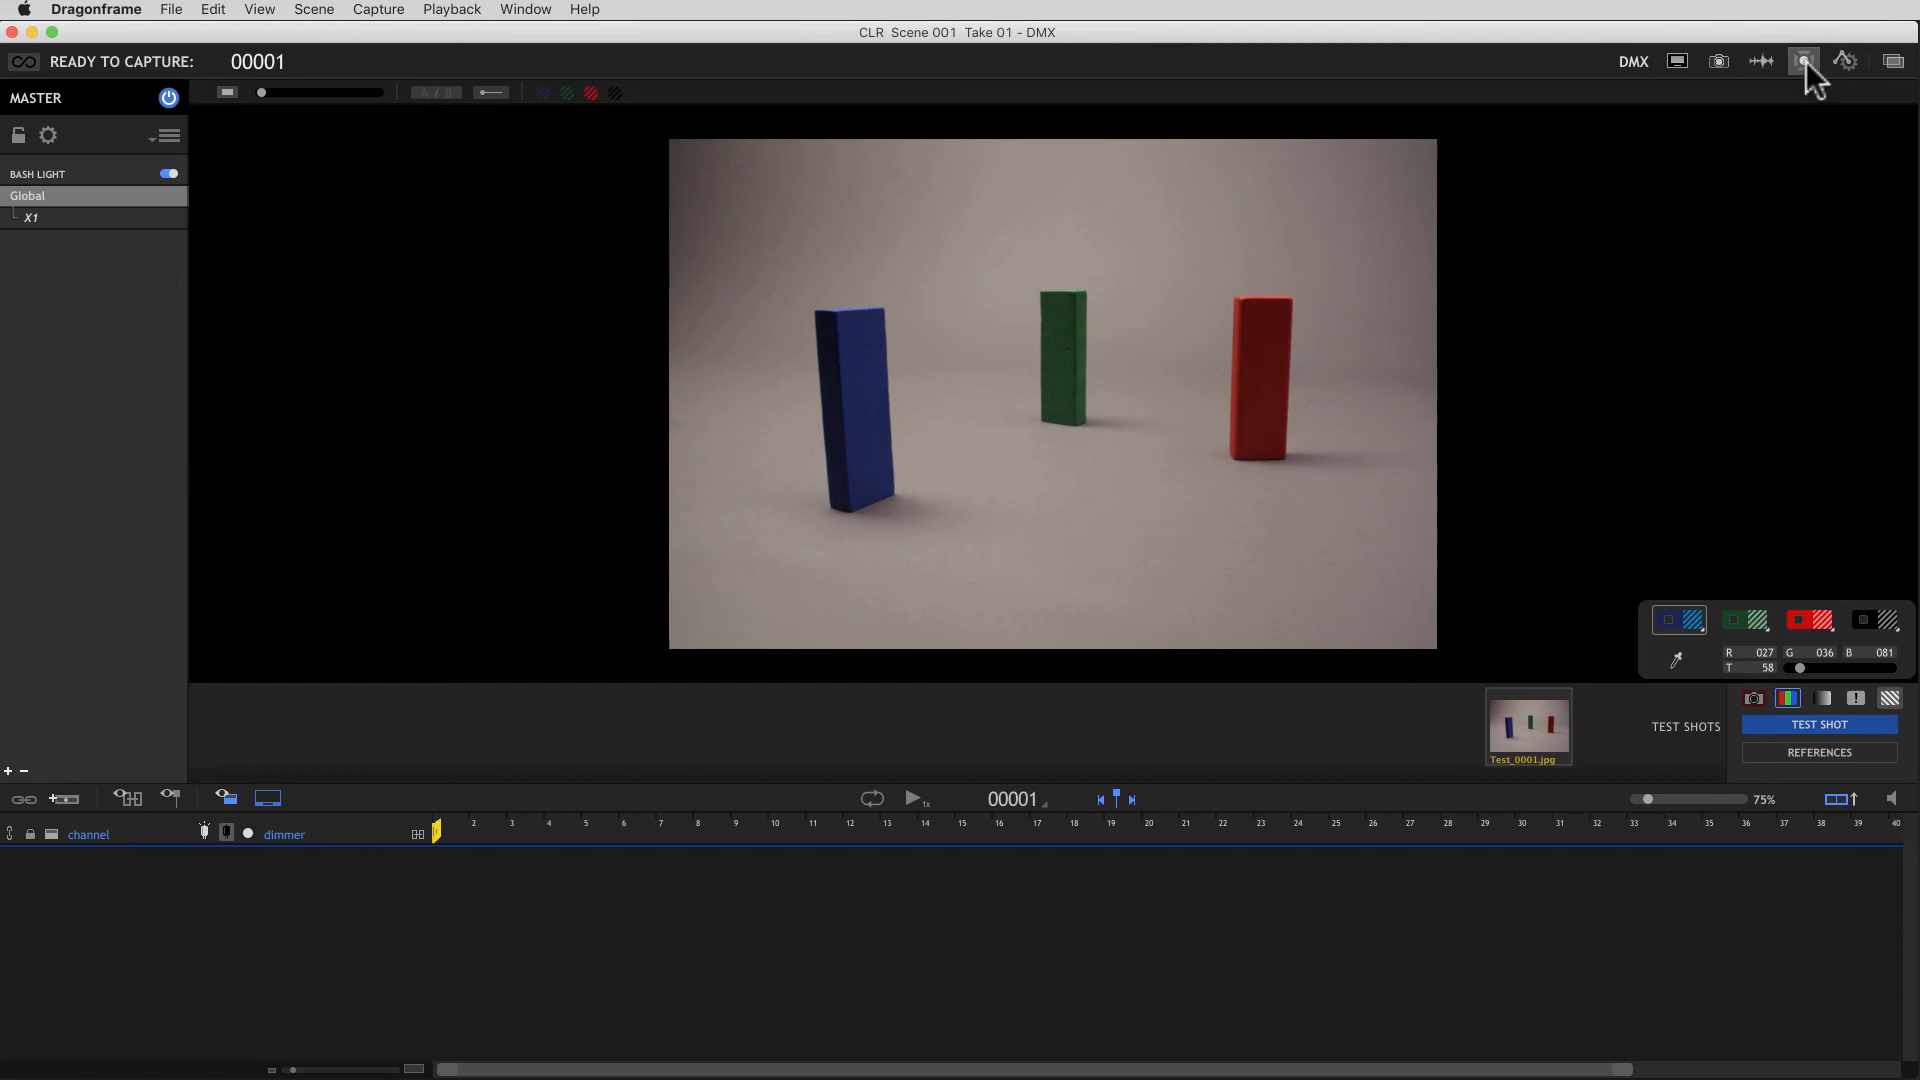 Dragonframe File Edit View Scene Capture Playback Window Help
CLR Scene 001 Take 01 - DMX
READY TO CAPTURE: 00001 DMX
MASTER
A / B
BASH LIGHT
Global
X1
R 027 G 036 B 081
T 58
TEST SHOTS
TEST SHOT
REFERENCES
Test_0001.jpg
1x 00001 75%
channel dimmer 2 3 4 5 6 7 8 9 10 11 12 13 14 15 16 17 18 19 20 21 22 23 24 25 26 27 28 29 30 31 32 33 34 35 36 37 38 39 40